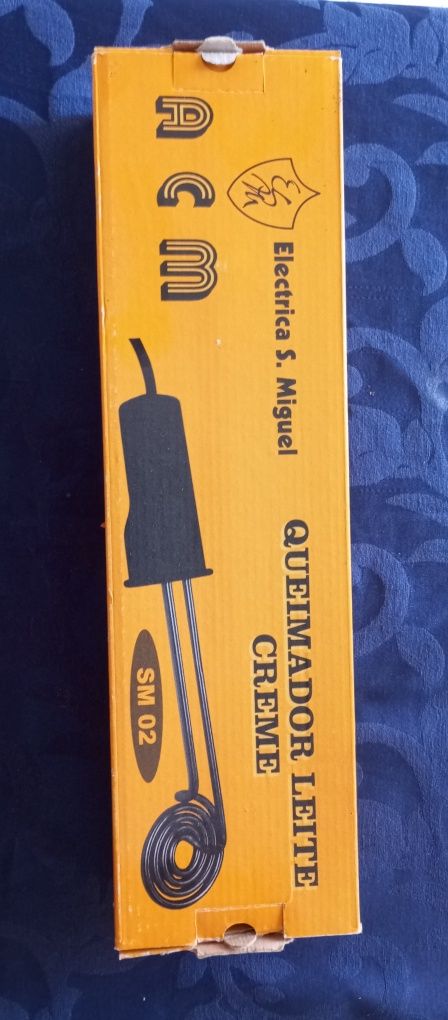 Electrica S. Miguel
ACM
QUEIMADOR LEITE
CREME
SM 02